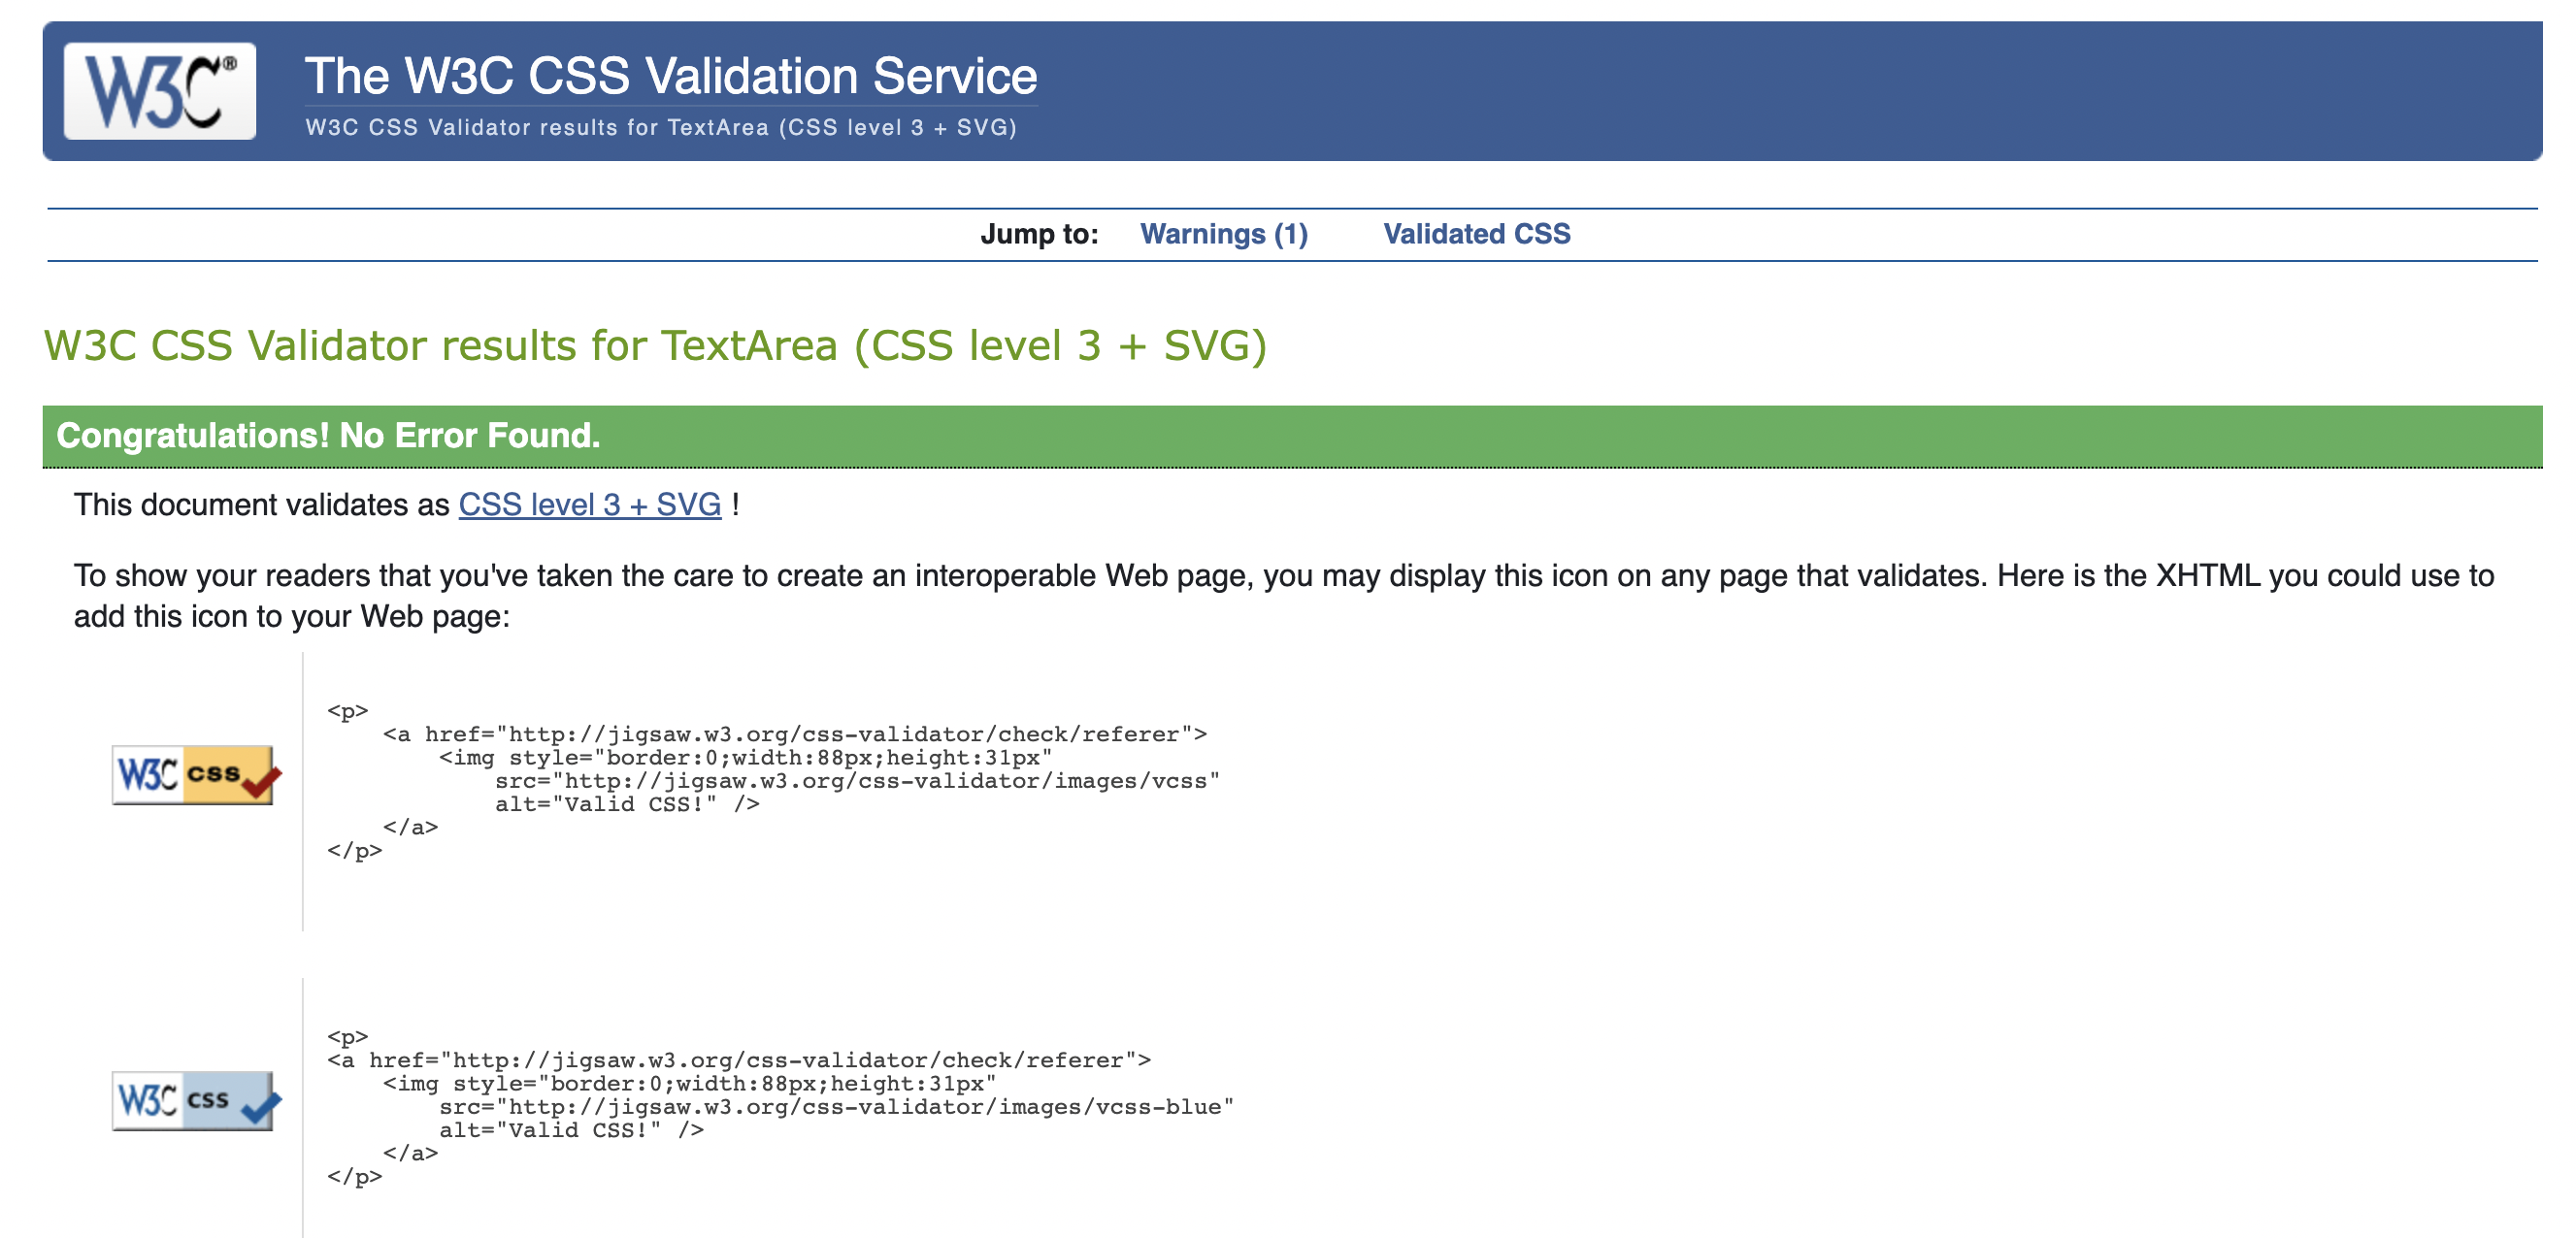 W3C®
The W3C CSS Validation Service
W3C CSS Validator results for TextArea (CSS level 3 + SVG)
Jump to: Warnings (1) Validated CSS
W3C CSS Validator results for TextArea (CSS level 3 + SVG)
Congratulations! No Error Found.
This document validates as CSS level 3 + SVG !
To show your readers that you've taken the care to create an interoperable Web page, you may display this icon on any page that validates. Here is the XHTML you could use to
add this icon to your Web page:
W3C css
<p>
    <a href="http://jigsaw.w3.org/css-validator/check/referer">
        <img style="border:0;width:88px;height:31px"
            src="http://jigsaw.w3.org/css-validator/images/vcss"
            alt="Valid CSS!" />
    </a>
</p>
W3C css
<p>
<a href="http://jigsaw.w3.org/css-validator/check/referer">
    <img style="border:0;width:88px;height:31px"
        src="http://jigsaw.w3.org/css-validator/images/vcss-blue"
        alt="Valid CSS!" />
    </a>
</p>